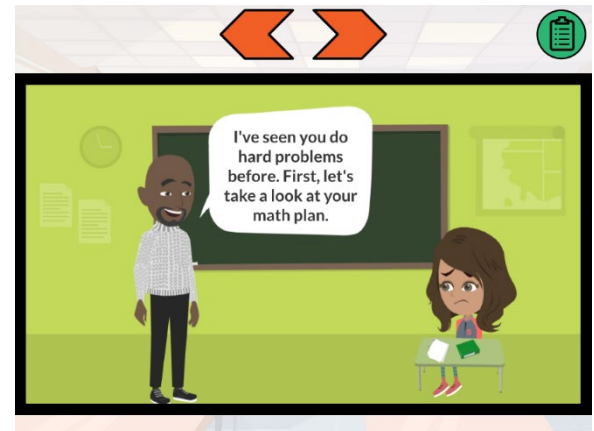 I've seen you do
hard problems
before. First, let's
take a look at your
math plan.